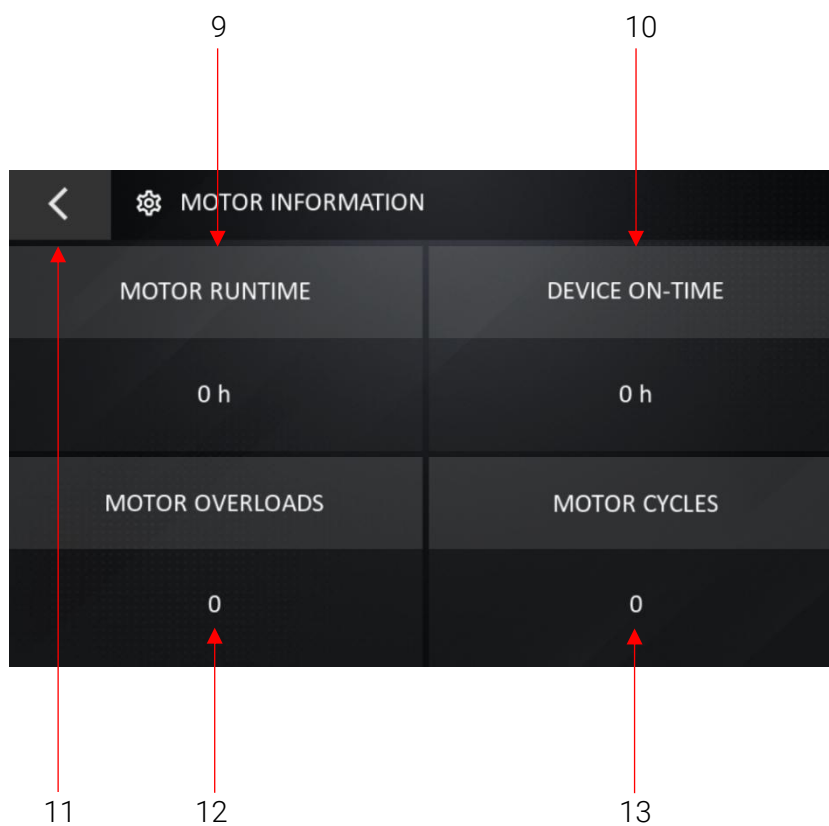 9 10
MOTOR INFORMATION
MOTOR RUNTIME DEVICE ON-TIME
0 h 0 h
MOTOR OVERLOADS MOTOR CYCLES
0 0
11 12 13